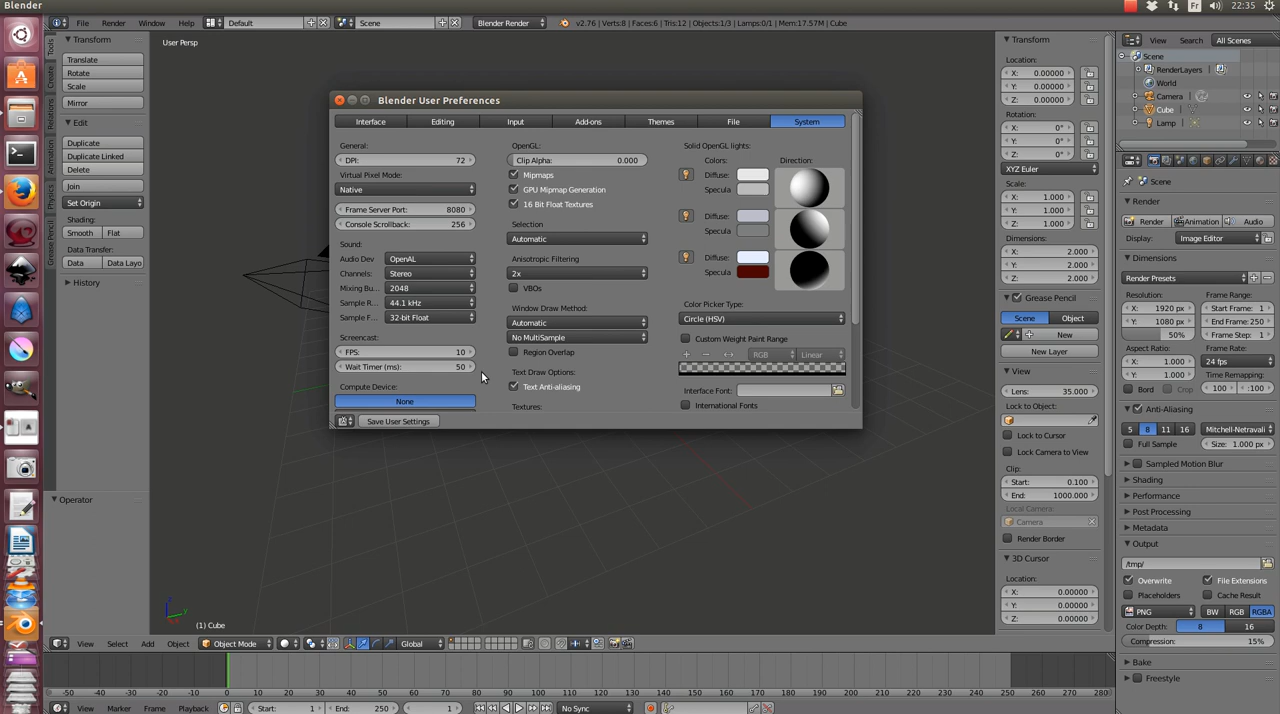 Blender
Fr 22:35
File Render Window Help Default Scene Blender Render v2.76 | Verts:8 | Faces:6 | Tris:12 | Objects:1/3 | Lamps:0/1 | Mem:17.57M | Cube View Search All Scenes
Tools Create Relations Animation Physics Grease Pencil
Transform
Translate
Rotate
Scale
Mirror
Edit
Duplicate
Duplicate Linked
Delete
Join
Set Origin
Shading:
Smooth Flat
Data Transfer:
Data Data Layo
History
Operator
User Persp
Blender User Preferences
Interface Editing Input Add-ons Themes File System
General:
DPI: 72
Virtual Pixel Mode:
Native
Frame Server Port: 8080
Console Scrollback: 256
Sound:
Audio Dev OpenAL
Channels: Stereo
Mixing Bu... 2048
Sample R... 44.1 kHz
Sample F... 32-bit Float
Screencast:
FPS: 10
Wait Timer (ms): 50
Compute Device:
None
OpenGL:
Clip Alpha: 0.000
Mipmaps
GPU Mipmap Generation
16 Bit Float Textures
Selection
Automatic
Anisotropic Filtering
2x
VBOs
Window Draw Method:
Automatic
No MultiSample
Region Overlap
Text Draw Options:
Text Anti-aliasing
Textures:
Solid OpenGL lights:
Colors: Direction:
Diffuse:
Specula
Diffuse:
Specula
Diffuse:
Specula
Color Picker Type:
Circle (HSV)
Custom Weight Paint Range
RGB Linear
Interface Font:
International Fonts
Save User Settings
Transform
Location:
X: 0.00000
Y: 0.00000
Z: 0.00000
Rotation:
X: 0°
Y: 0°
Z: 0°
XYZ Euler
Scale:
X: 1.000
Y: 1.000
Z: 1.000
Dimensions:
X: 2.000
Y: 2.000
Z: 2.000
Grease Pencil
Scene Object
New
New Layer
View
Lens: 35.000
Lock to Object:
Lock to Cursor
Lock Camera to View
Clip:
Start: 0.100
End: 1000.000
Local Camera:
Camera
Render Border
3D Cursor
Location:
X: 0.00000
Y: 0.00000
Z: 0.00000
Scene
RenderLayers
World
Camera
Cube
Lamp
Scene
Render
Render Animation Audio
Display: Image Editor
Dimensions
Render Presets
Resolution: Frame Range:
1920 px Start Frame: 1
1080 px End Frame: 250
50% Frame Step: 1
Aspect Ratio: Frame Rate:
X: 1.000 24 fps
Y: 1.000 Time Remapping:
Bord Crop 100 :100
Anti-Aliasing
5 8 11 16 Mitchell-Netravali
Full Sample Size: 1.000 px
Sampled Motion Blur
Shading
Performance
Post Processing
Metadata
Output
/tmp/
Overwrite File Extensions
Placeholders Cache Result
PNG BW RGB RGBA
Color Depth: 8 16
Compression: 15%
Bake
Freestyle
(1) Cube
View Select Add Object Object Mode Global
-50 -40 -30 -20 -10 0 10 20 30 40 50 60 70 80 90 100 110 120 130 140 150 160 170 180 190 200 210 220 230 240 250 260 270 280
View Marker Frame Playback Start: 1 End: 250 1 No Sync